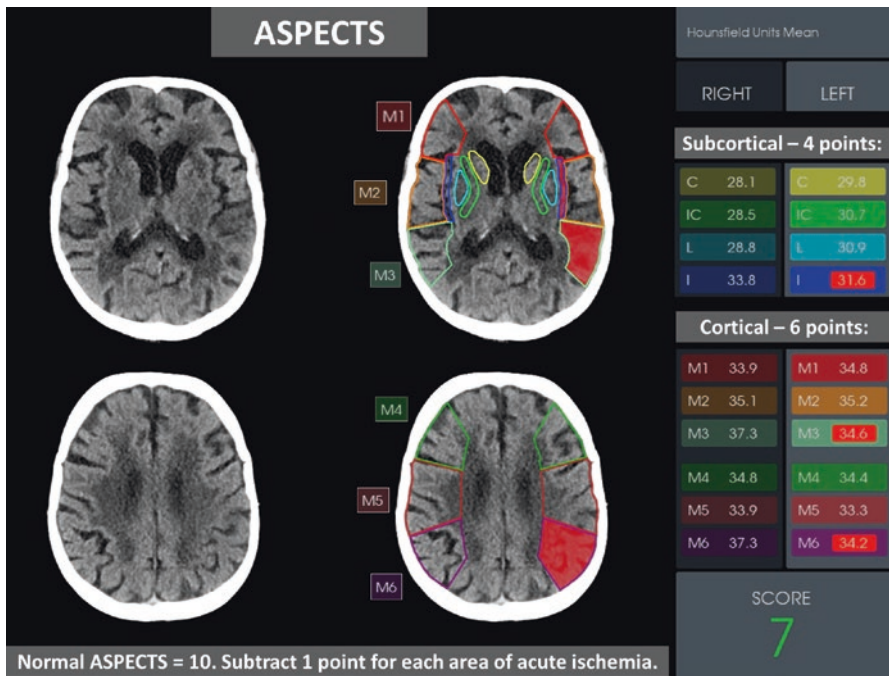 ASPECTS
M1
M2
M3
M4
M5
M6
Hounsfield Units Mean
RIGHT LEFT
Subcortical – 4 points:
C 28.1 C 29.8
IC 28.5 IC 30.7
L 28.8 L 30.9
I 33.8 I 31.6
Cortical – 6 points:
M1 33.9 M1 34.8
M2 35.1 M2 35.2
M3 37.3 M3 34.6
M4 34.8 M4 34.4
M5 33.9 M5 33.3
M6 37.3 M6 34.2
SCORE
7
Normal ASPECTS = 10. Subtract 1 point for each area of acute ischemia.